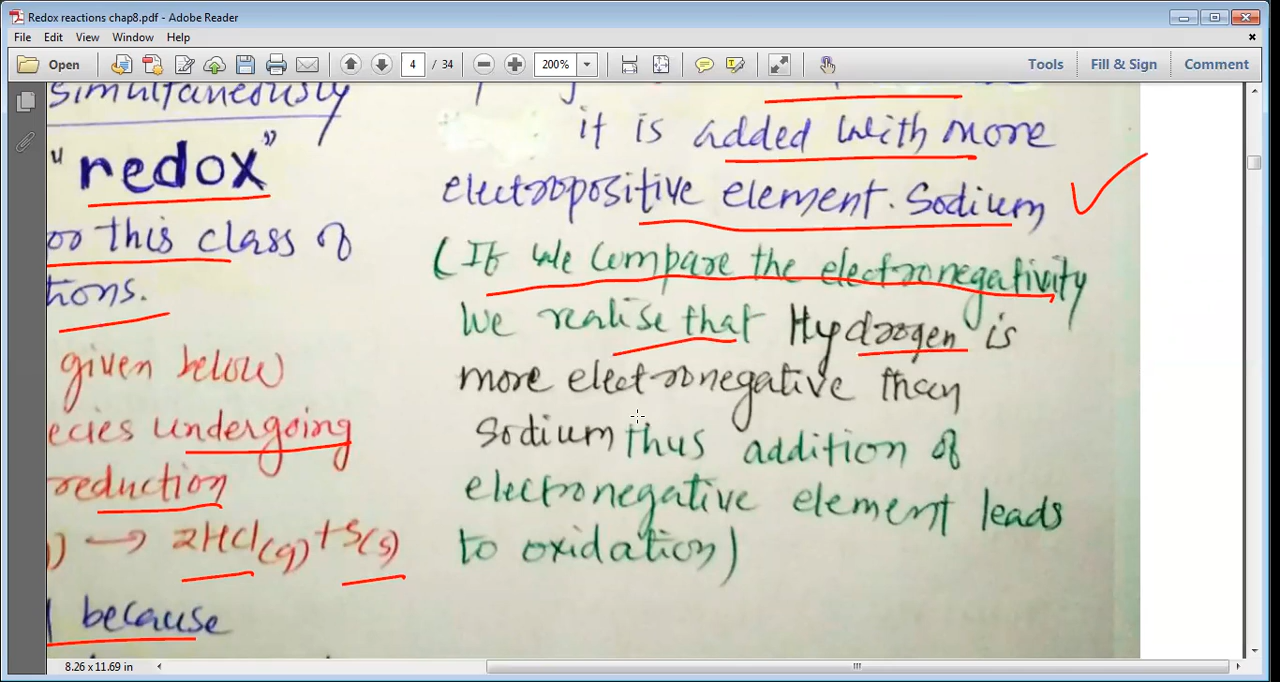 Redox reactions chap8.pdf - Adobe Reader
File Edit View Window Help
Open 4 / 34 200% Tools Fill & Sign Comment
simultaneously
"redox"
or this class of
tions.
given below
ecies undergoing
reduction
) → 2HCl(g) + S(s)
because
it is added with more
electropositive element. Sodium
(If we compare the electronegativity
We realise that Hydrogen is
more electronegative than
Sodium thus addition of
electronegative element leads
to oxidation)
8.26 x 11.69 in